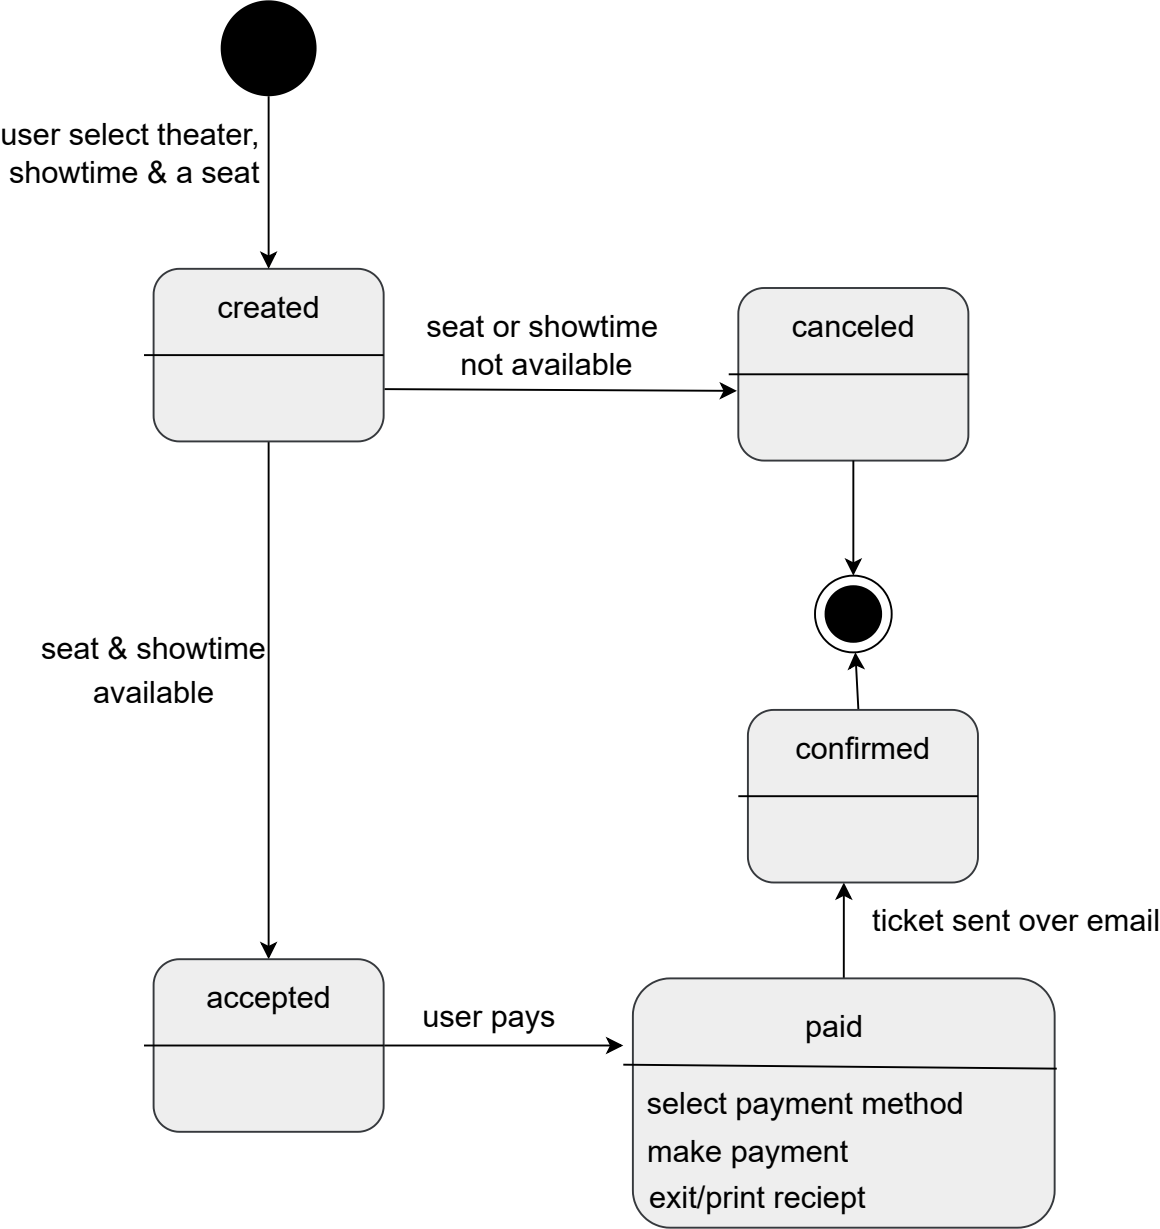 user select theater,
showtime & a seat
created
seat or showtime
not available
canceled
seat & showtime
available
confirmed
ticket sent over email
accepted
user pays
paid
select payment method
make payment
exit/print reciept